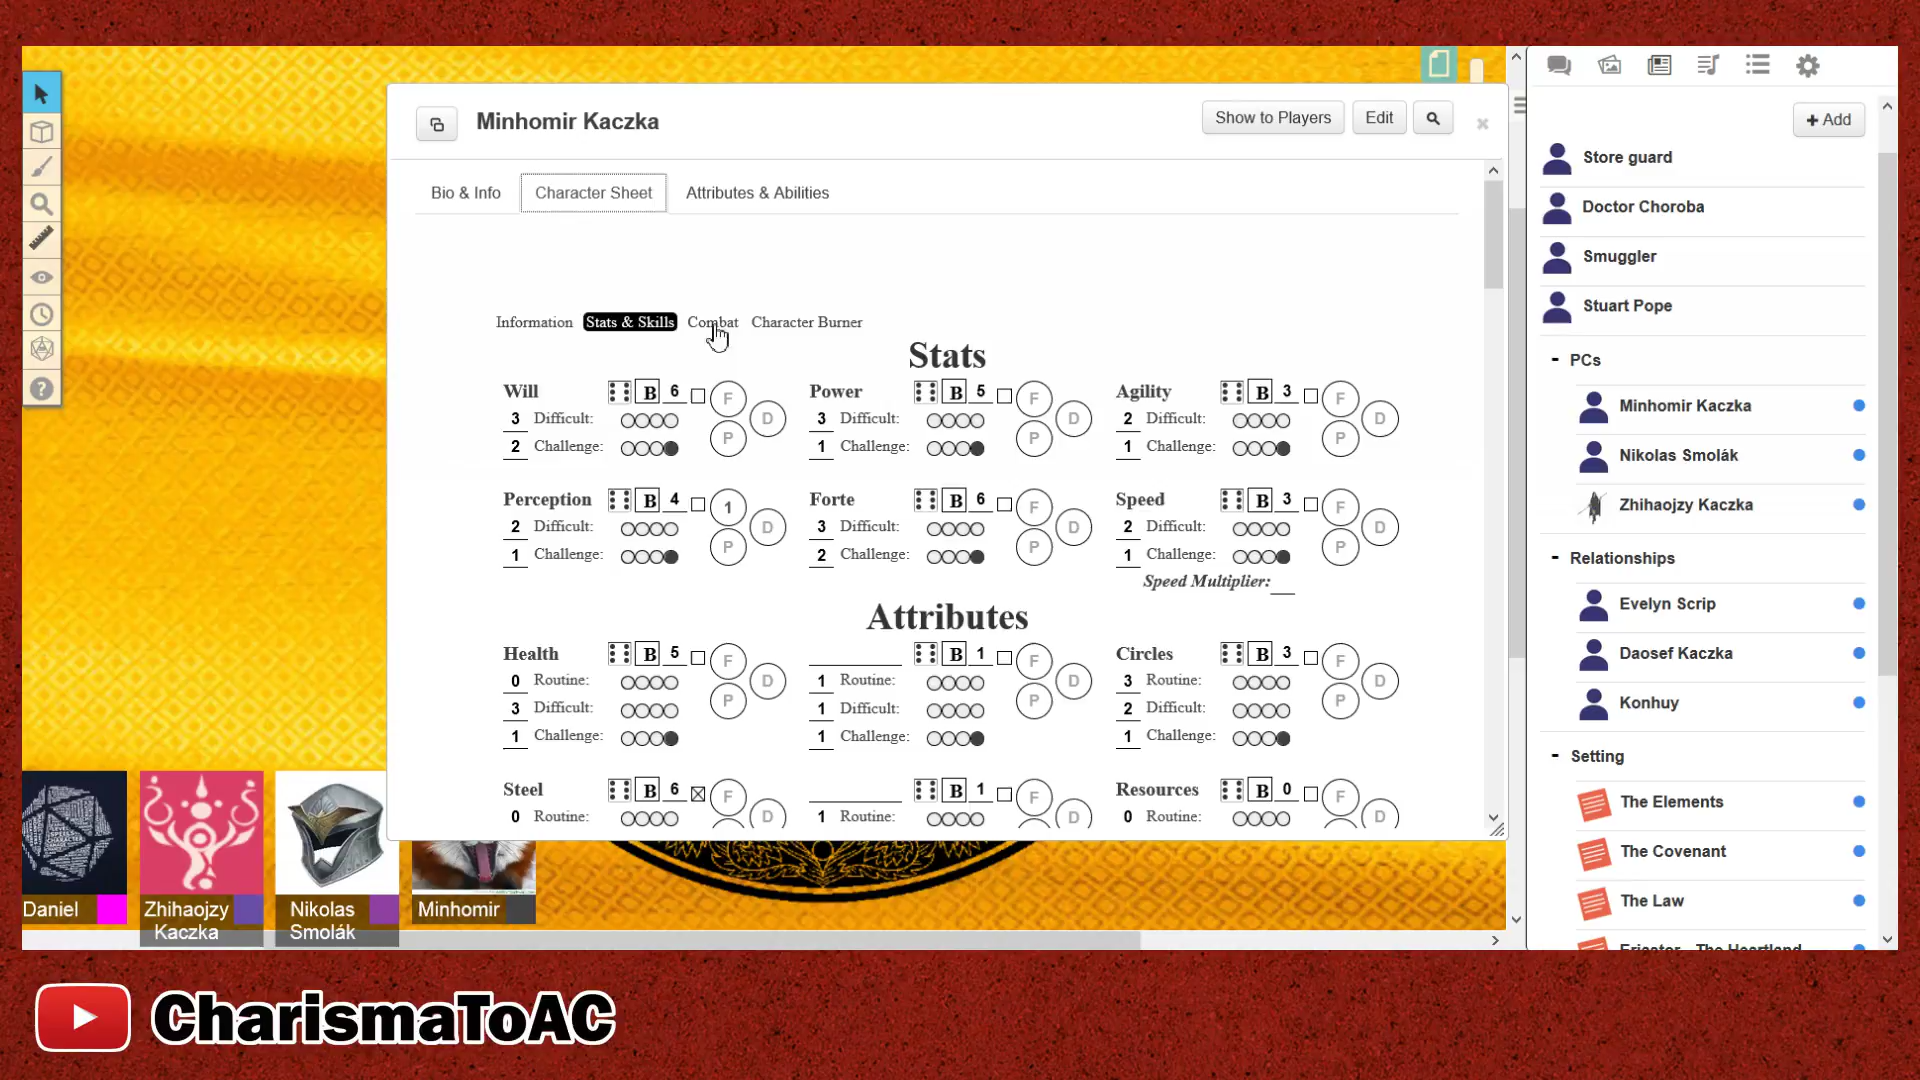 Minhomir Kaczka
Show to Players
Edit
Bio & Info
Character Sheet
Attributes & Abilities
Information
Stats & Skills
Combat
Character Burner
Stats
Will B 6 F
3 Difficult: D
2 Challenge: P
Power B 5 F
3 Difficult: D
1 Challenge: P
Agility B 3 F
2 Difficult: D
1 Challenge: P
Perception B 4 1
2 Difficult: D
1 Challenge: P
Forte B 6 F
3 Difficult: D
2 Challenge: P
Speed B 3 F
2 Difficult: D
1 Challenge: P
Speed Multiplier:
Attributes
Health B 5 F
0 Routine: D
3 Difficult: P
1 Challenge:
B 1 F
1 Routine: D
1 Difficult: P
1 Challenge:
Circles B 3 F
3 Routine: D
2 Difficult: P
1 Challenge:
Steel B 6 F
0 Routine: D
B 1 F
1 Routine: D
Resources B 0 F
0 Routine: D
Add
Store guard
Doctor Choroba
Smuggler
Stuart Pope
- PCs
Minhomir Kaczka
Nikolas Smolák
Zhihaojzy Kaczka
- Relationships
Evelyn Scrip
Daosef Kaczka
Konhuy
- Setting
The Elements
The Covenant
The Law
Daniel
Zhihaojzy
Kaczka
Nikolas
Smolák
Minhomir
CharismaToAC